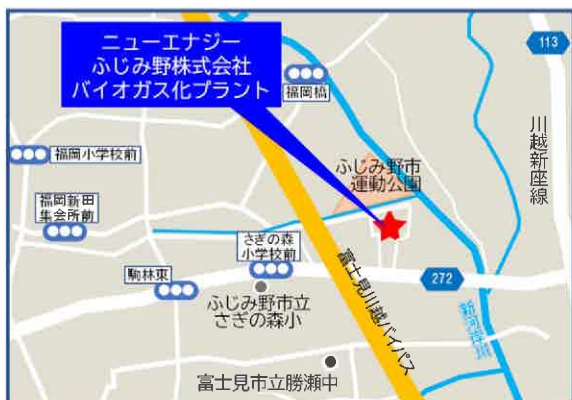 ニューエナジー
ふじみ野株式会社
バイオガス化プラント
113
福岡橋
川越新座線
福岡小学校前
ふじみ野市
運動公園
福岡新田
集会所前
さぎの森
小学校前
駒林東
272
ふじみ野市立
さぎの森小
富士見川越バイパス
新河岸川
富士見市立勝瀬中